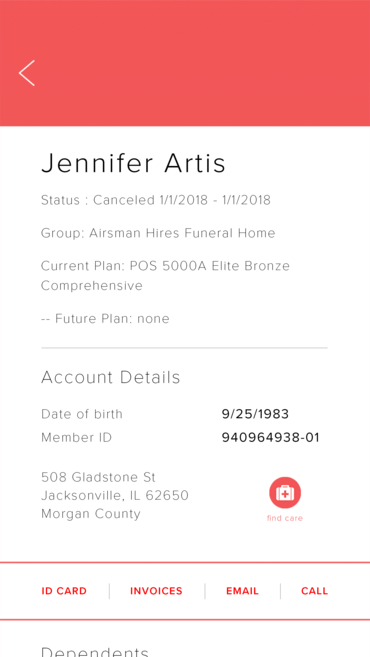 Jennifer Artis
Status : Canceled 1/1/2018 - 1/1/2018
Group: Airsman Hires Funeral Home
Current Plan: POS 5000A Elite Bronze
Comprehensive
-- Future Plan: none
Account Details
Date of birth 9/25/1983
Member ID 940964938-01
508 Gladstone St
Jacksonville, IL 62650
Morgan County
find care
ID CARD INVOICES EMAIL CALL
Dependents